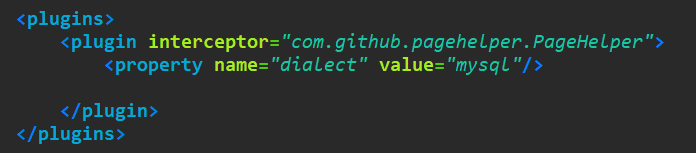 <plugins>
    <plugin interceptor="com.github.pagehelper.PageHelper">
        <property name="dialect" value="mysql"/>
    </plugin>
</plugins>